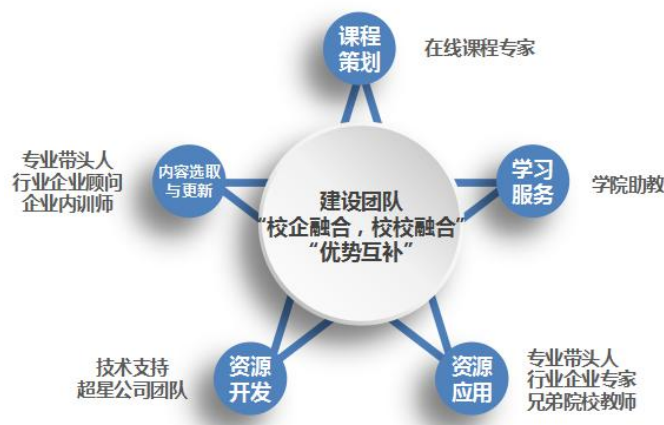 课程
策划
在线课程专家
专业带头人
行业企业顾问
企业内训师
内容选取
与更新
学习
服务
学院助教
建设团队
“校企融合，校校融合”
“优势互补”
技术支持
超星公司团队
资源
开发
资源
应用
专业带头人
行业企业专家
兄弟院校教师